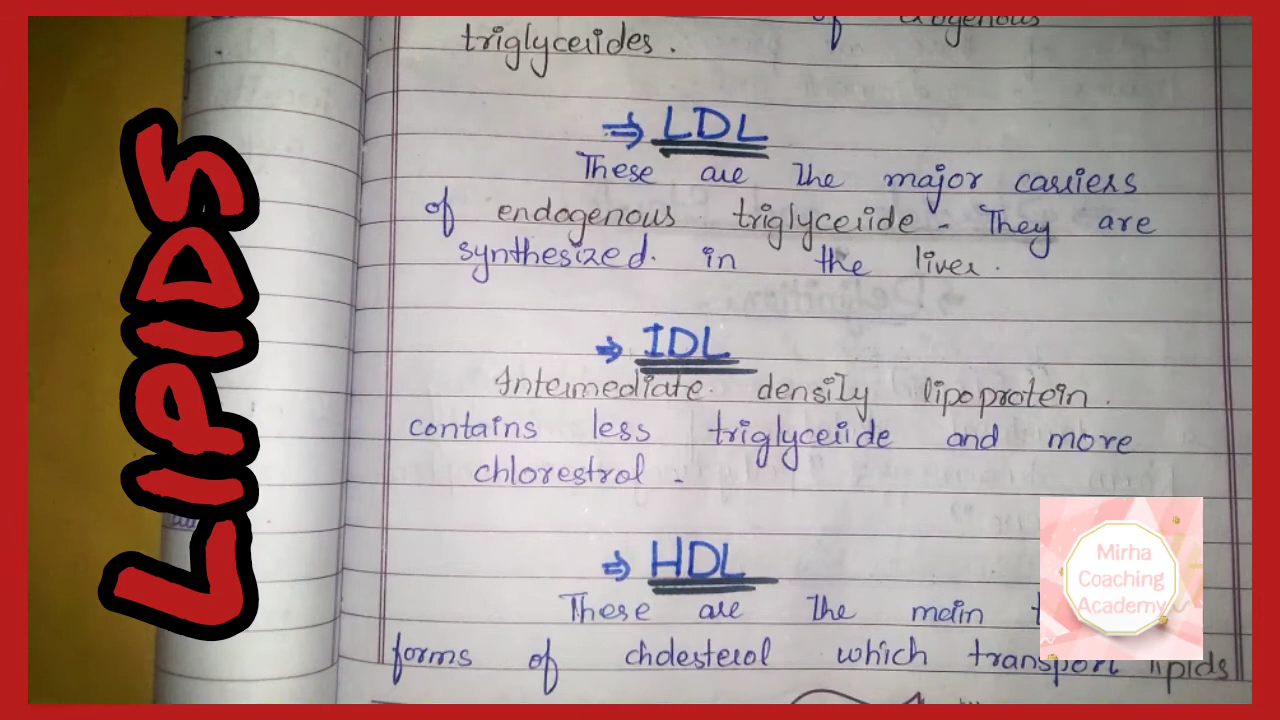 LIPIDS
of exogenous
triglycerides.
⇒ LDL
These are the major carriers
of endogenous triglyceride. They are
synthesized. in the liver.
⇒ IDL
Intermediate. density lipoprotein.
contains less triglyceride and more
chlorestrol.
⇒ HDL
These are the main
forms of cholesterol which transport lipids
Mirha
Coaching
Academy